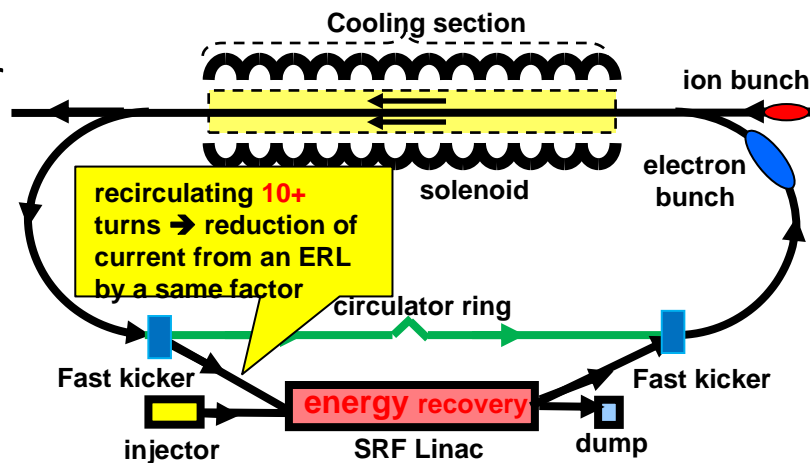 Cooling section
ion bunch
solenoid
electron
bunch
recirculating 10+
turns ➔ reduction of
current from an ERL
by a same factor
circulator ring
Fast kicker
Fast kicker
energy recovery
injector
SRF Linac
dump